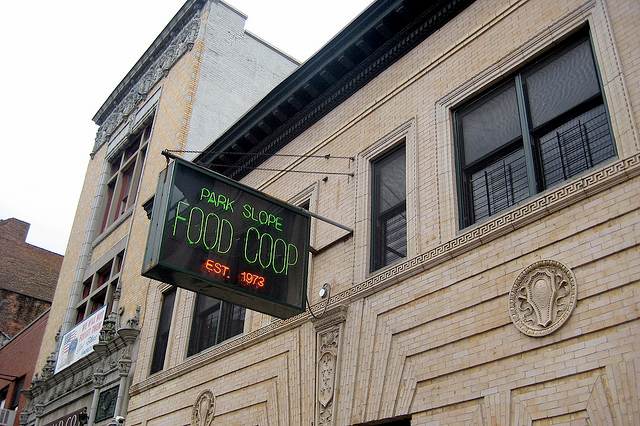 PARK SLOPE
FOOD COOP
EST. 1973